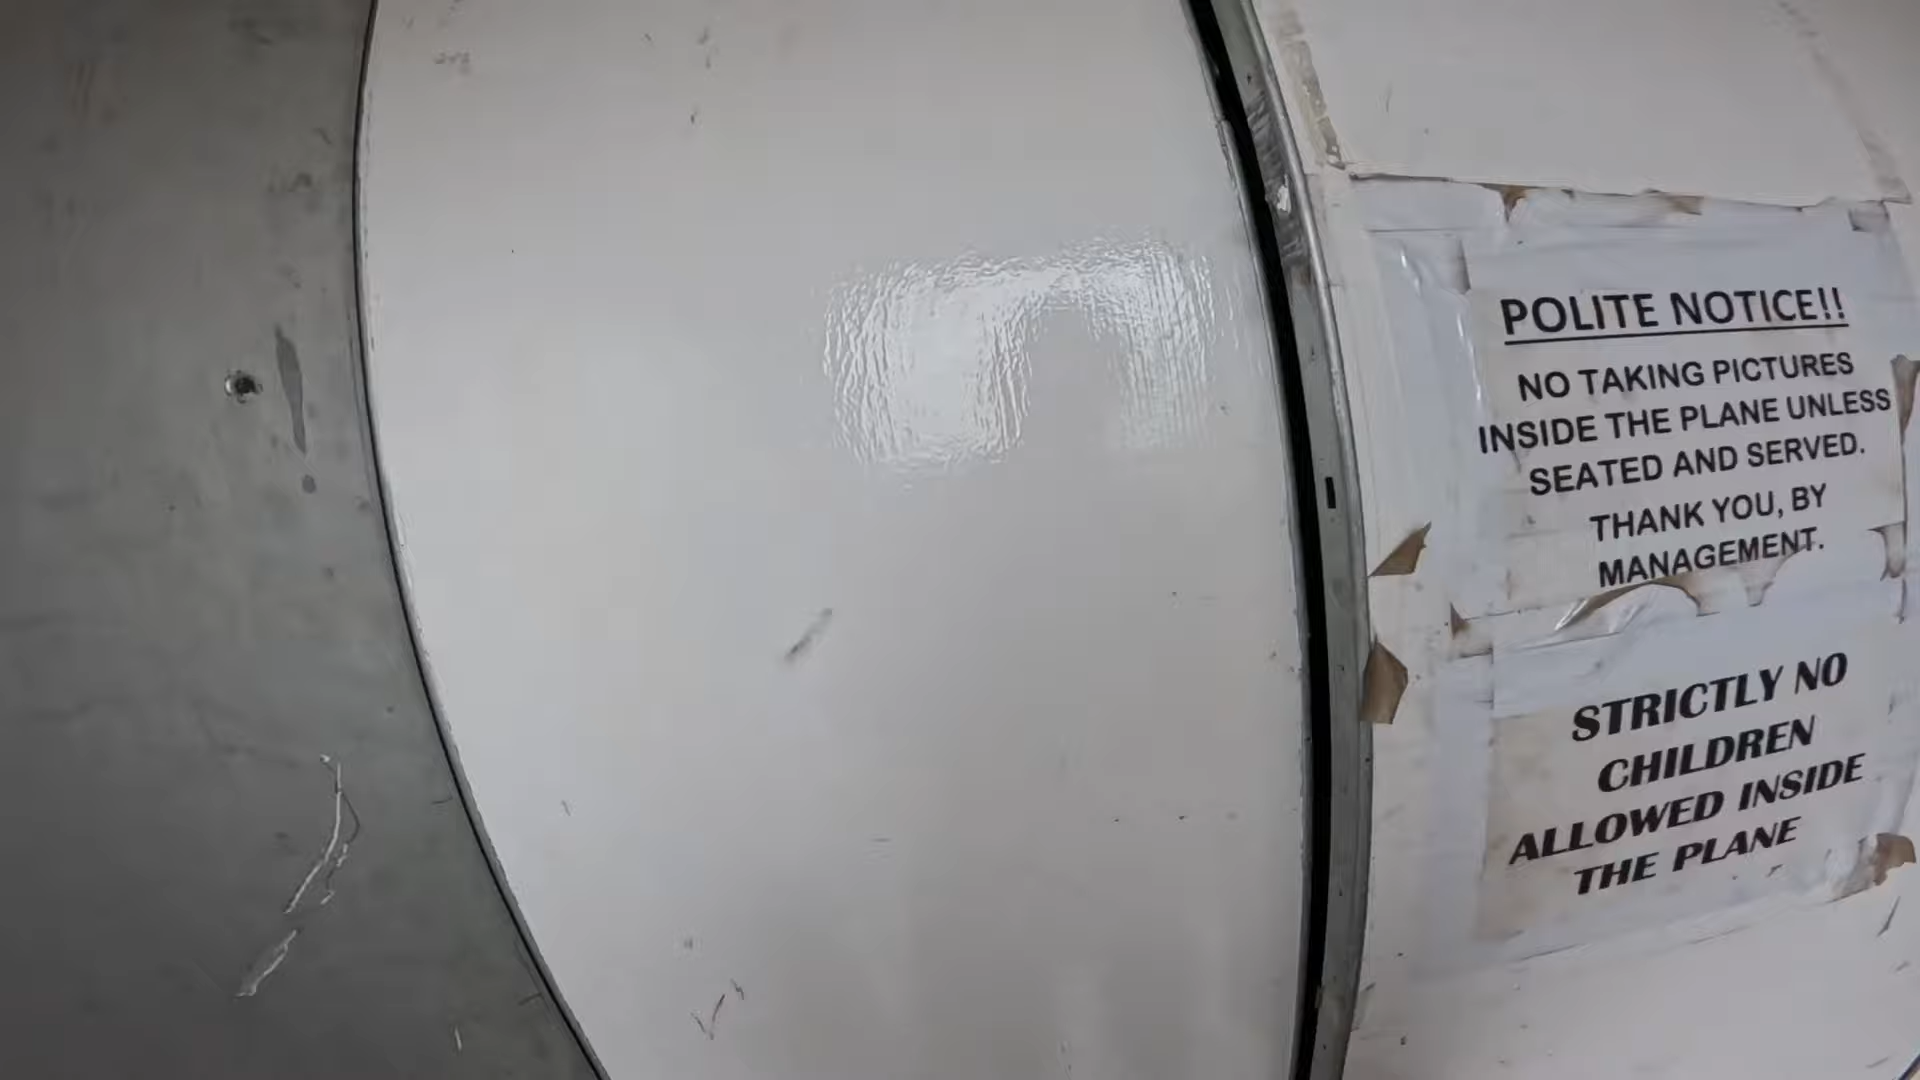 POLITE NOTICE!!
NO TAKING PICTURES
INSIDE THE PLANE UNLESS
SEATED AND SERVED.
THANK YOU, BY
MANAGEMENT.
STRICTLY NO
CHILDREN
ALLOWED INSIDE
THE PLANE